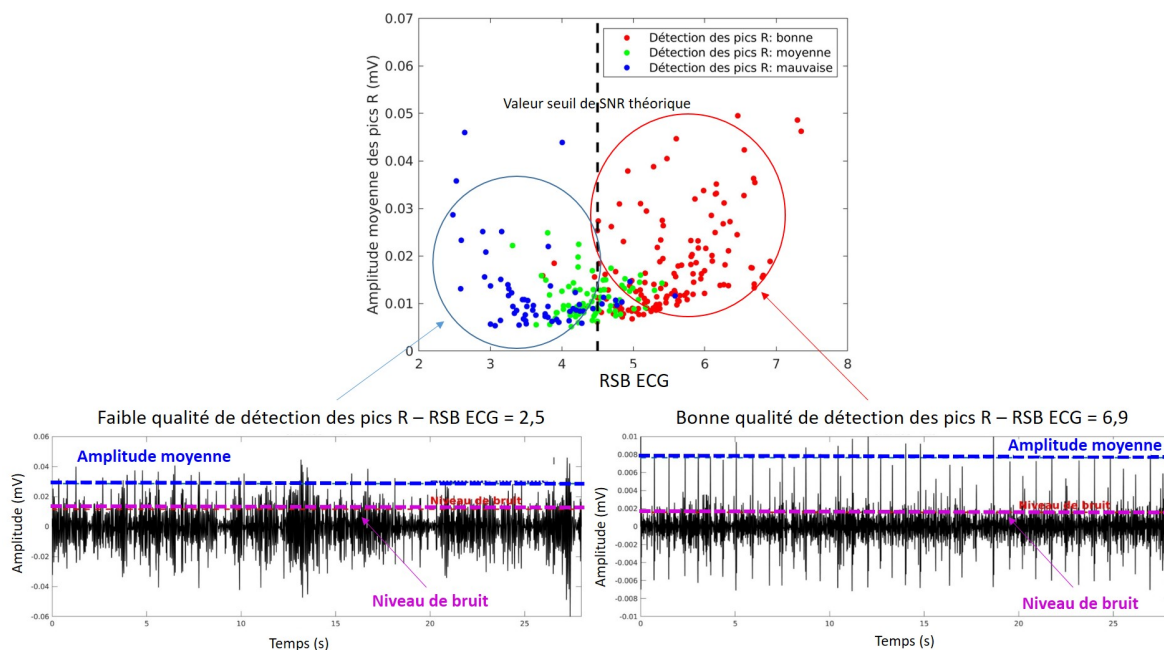 0.07
0.06
0.05
0.04
0.03
0.02
0.01
0
Amplitude moyenne des pics R (mV)
Détection des pics R: bonne
Détection des pics R: moyenne
Détection des pics R: mauvaise
Valeur seuil de SNR théorique
2 3 4 5 6 7 8
RSB ECG
Faible qualité de détection des pics R – RSB ECG = 2,5
0.06
0.04
0.02
0
-0.02
-0.04
-0.06
Amplitude (mV)
Amplitude moyenne
Niveau de bruit
Niveau de bruit
0 5 10 15 20 25
Temps (s)
Bonne qualité de détection des pics R – RSB ECG = 6,9
0.01
0.008
0.006
0.004
0.002
0
-0.002
-0.004
-0.006
-0.008
-0.01
Amplitude (mV)
Amplitude moyenne
Niveau de bruit
Niveau de bruit
0 5 10 15 20 25
Temps (s)